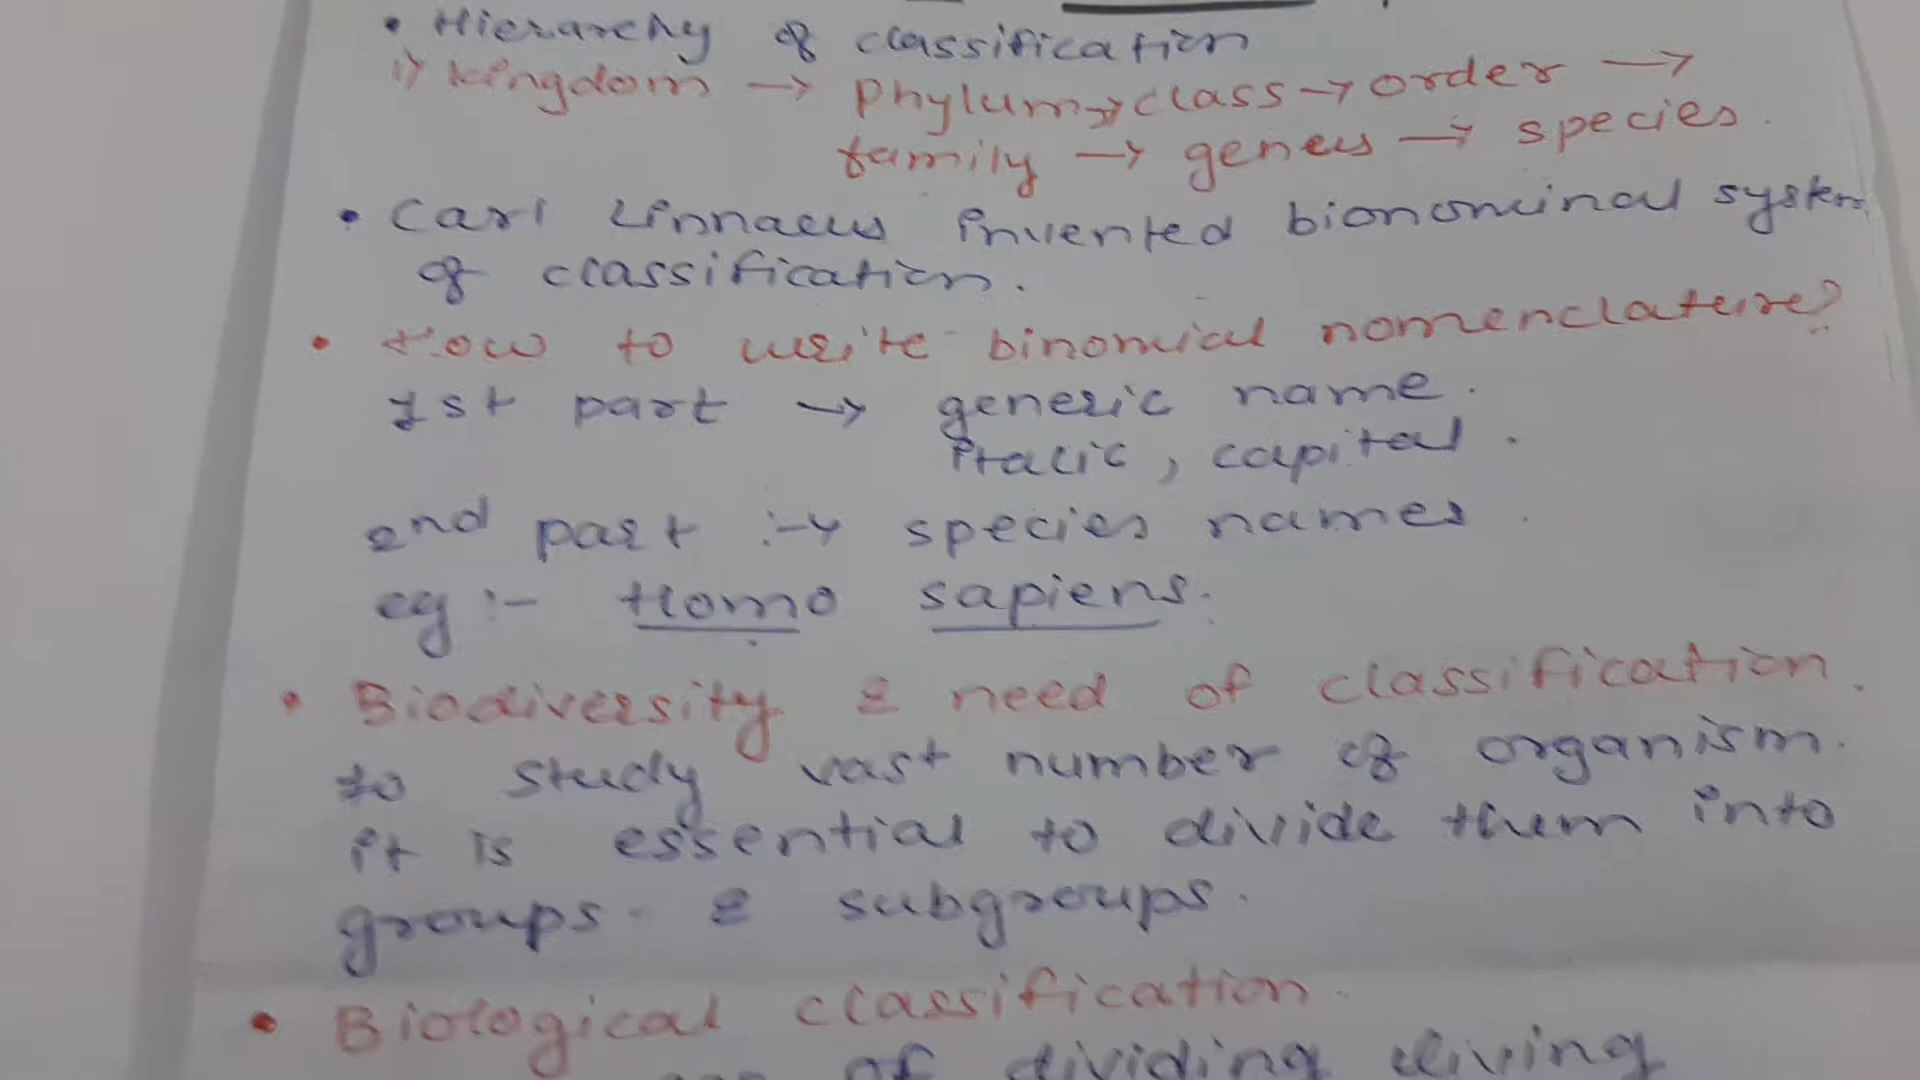 • Hierarchy of classification
1) kingdom → phylum → class → order →
family → genus → species.
• Carl Linnaeus invented bionominal system
of classification.
• How to write binomial nomenclature?
1st part → generic name.
italic, capital.
2nd part :→ species names.
eg :- Homo sapiens.
• Biodiversity & need of classification.
to study vast number of organism.
it is essential to divide them into
groups & subgroups.
• Biological classification.
of dividing living